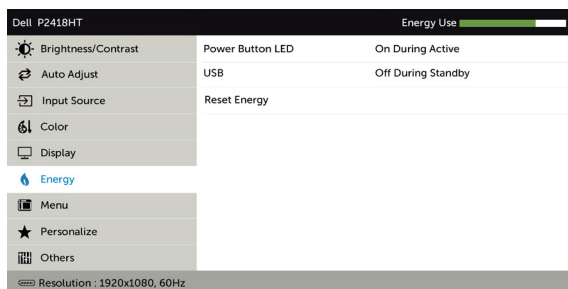 Dell P2418HT Energy Use
Brightness/Contrast Power Button LED On During Active
Auto Adjust USB Off During Standby
Input Source Reset Energy
Color
Display
Energy
Menu
Personalize
Others
Resolution : 1920x1080, 60Hz